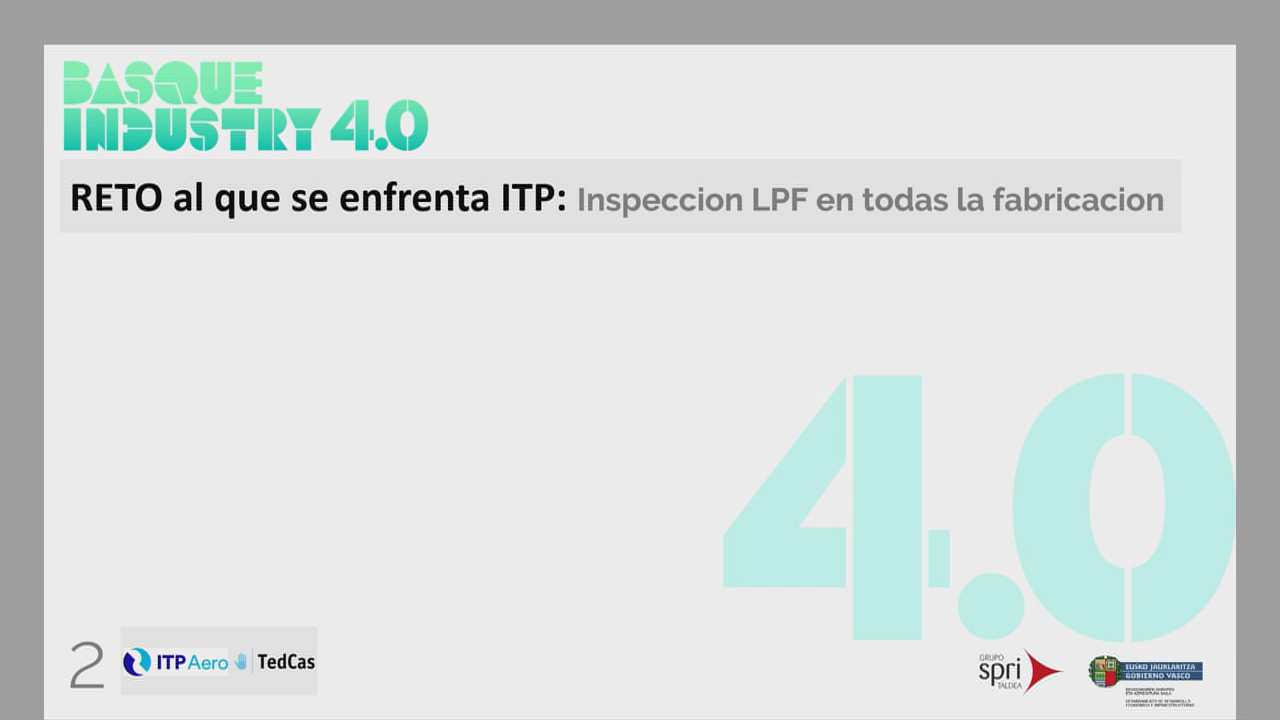 BASQUE
INDUSTRY 4.0
RETO al que se enfrenta ITP: Inspeccion LPF en todas la fabricacion
4.0
2
ITP Aero TedCas
GRUPO
spri
TALDEA
EUSKO JAURLARITZA
GOBIERNO VASCO